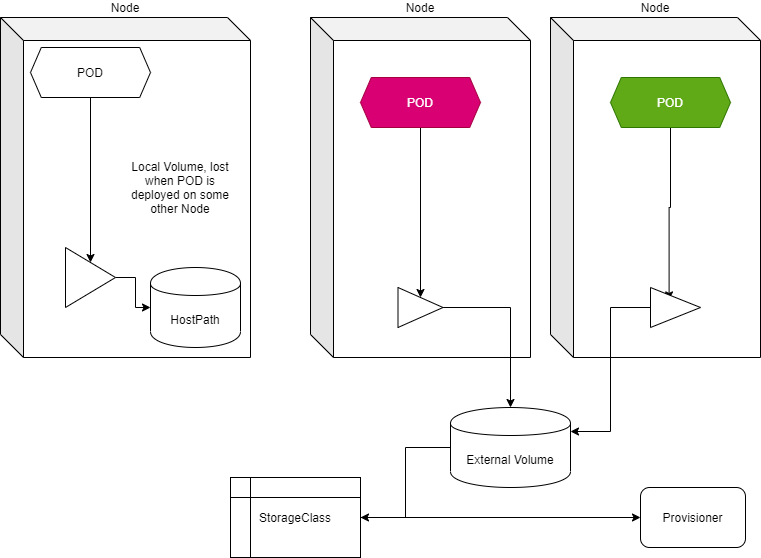 Node
Node
Node
POD
POD
POD
Local Volume, lost
when POD is
deployed on some
other Node
HostPath
External Volume
StorageClass
Provisioner